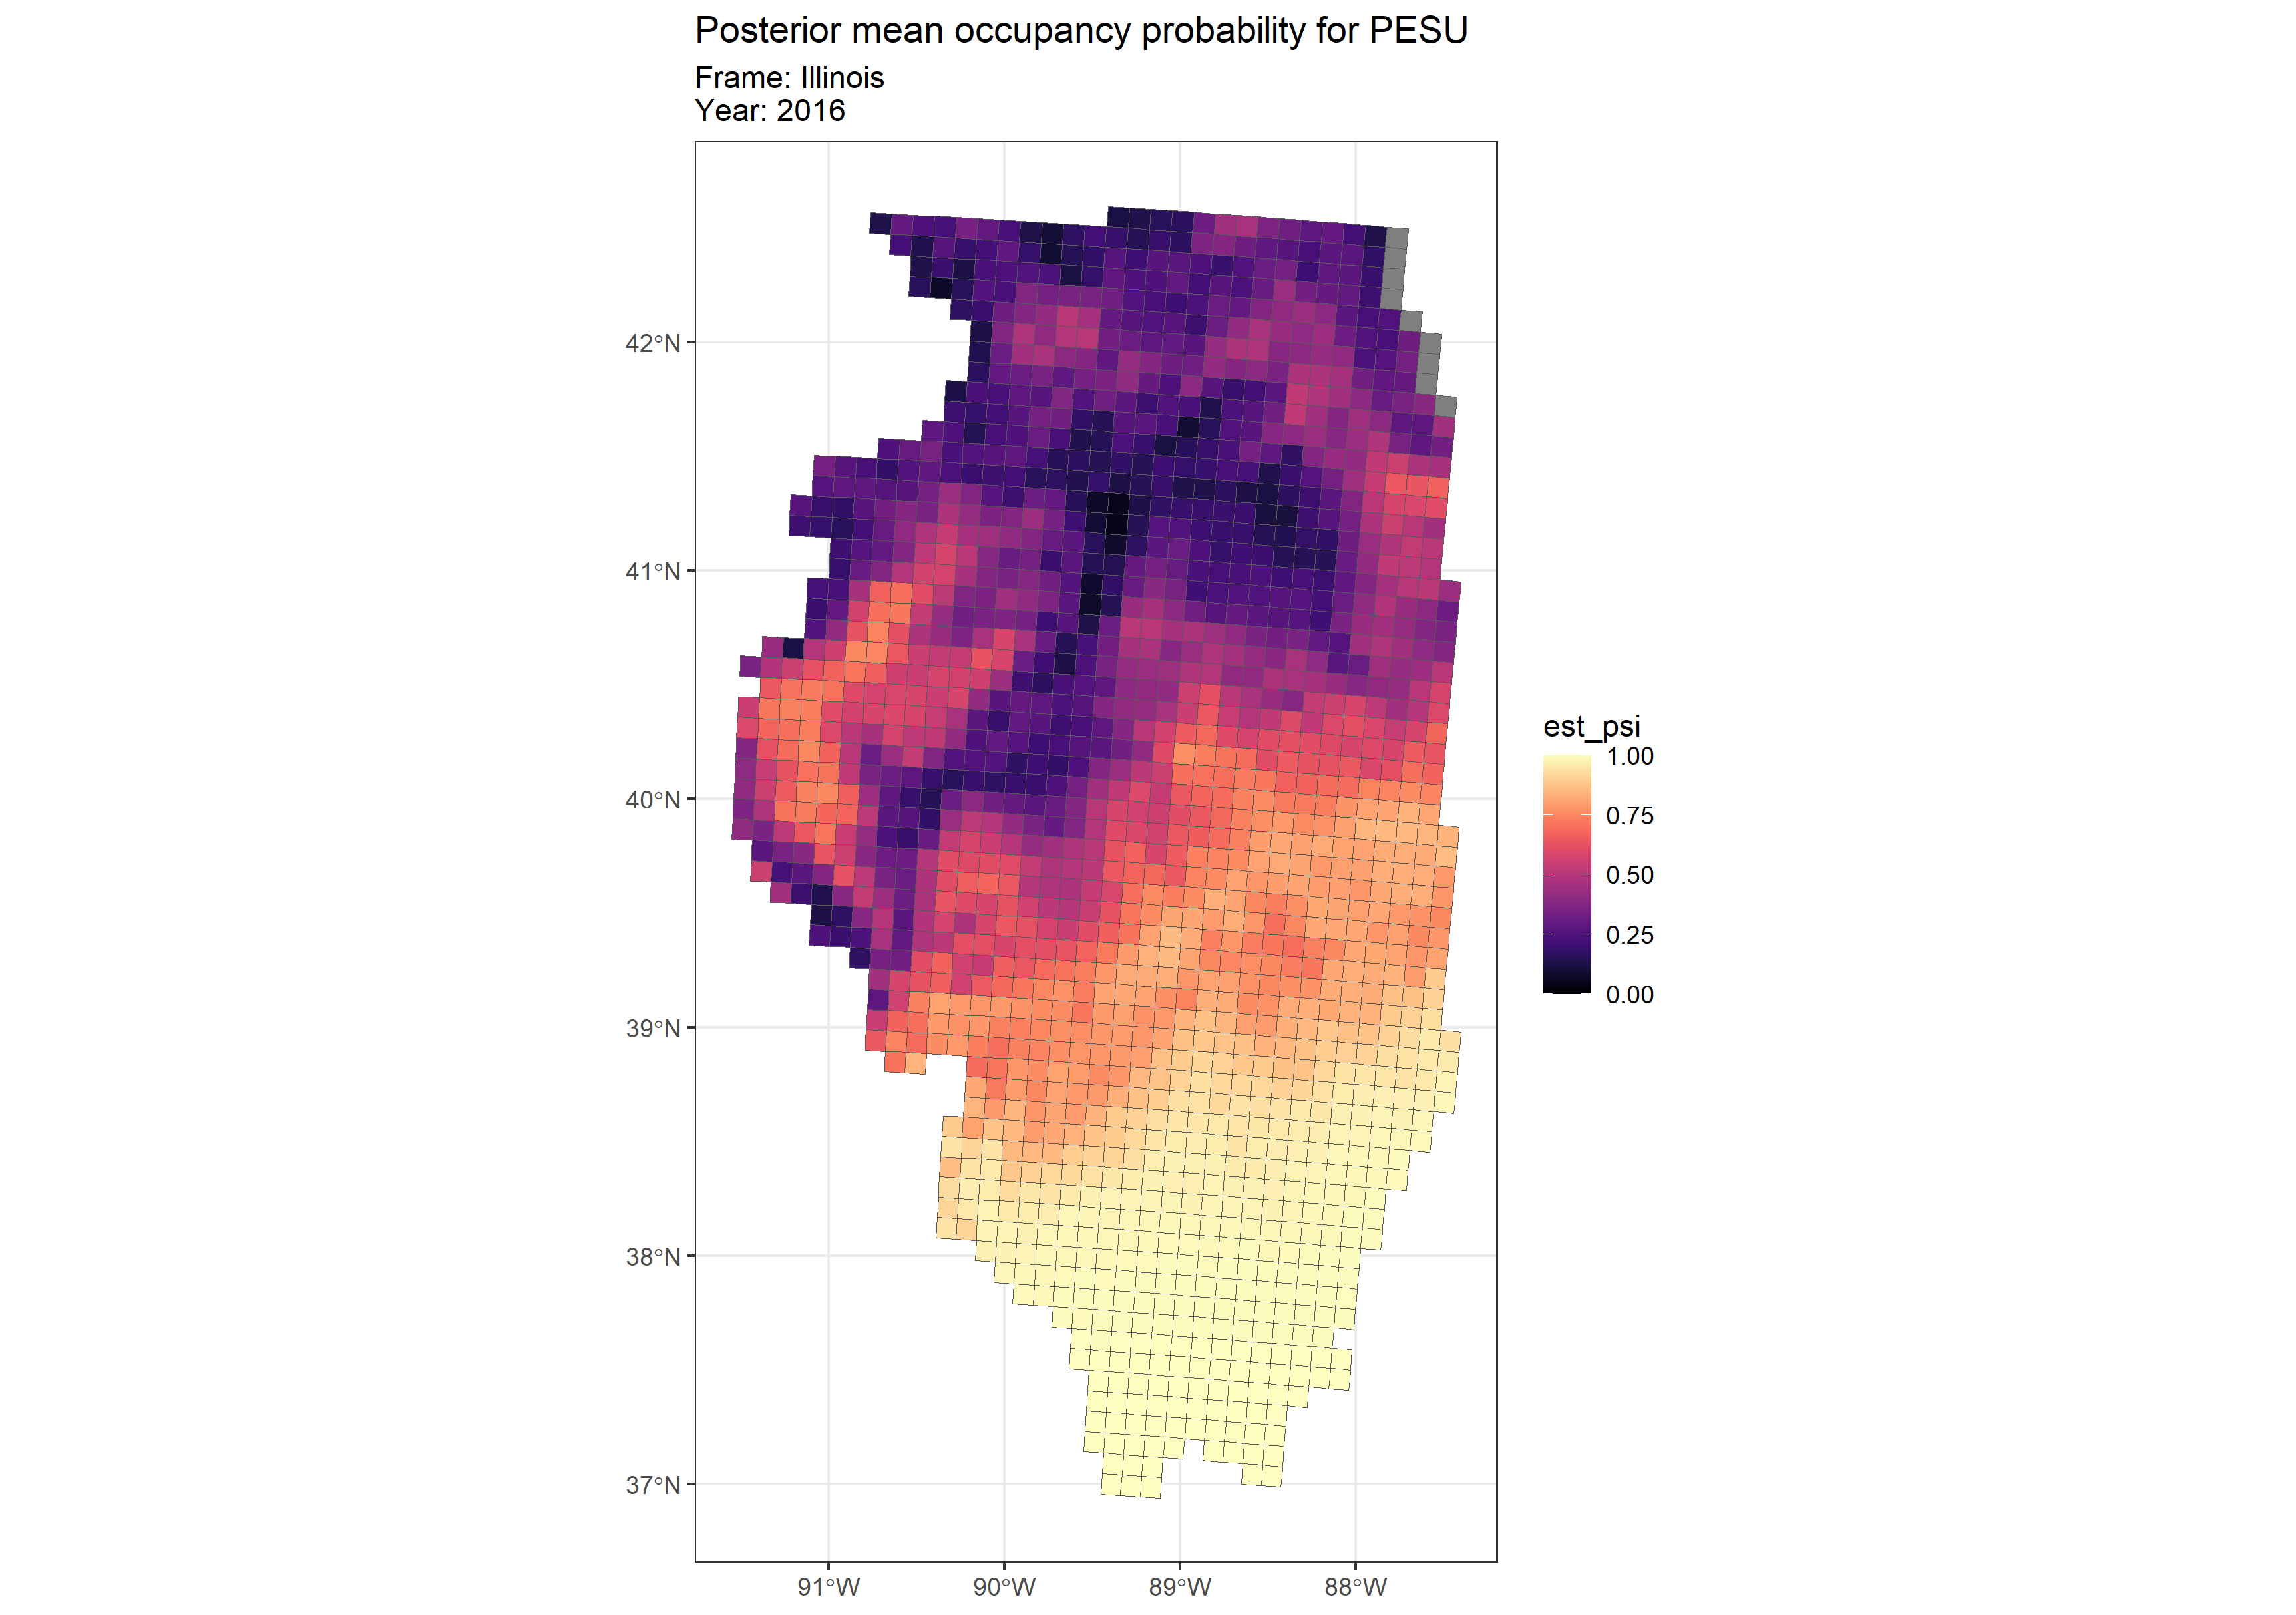 Posterior mean occupancy probability for PESU
Frame: Illinois
Year: 2016
42°N
41°N
40°N
39°N
38°N
37°N
91°W
90°W
89°W
88°W
est_psi
1.00
0.75
0.50
0.25
0.00